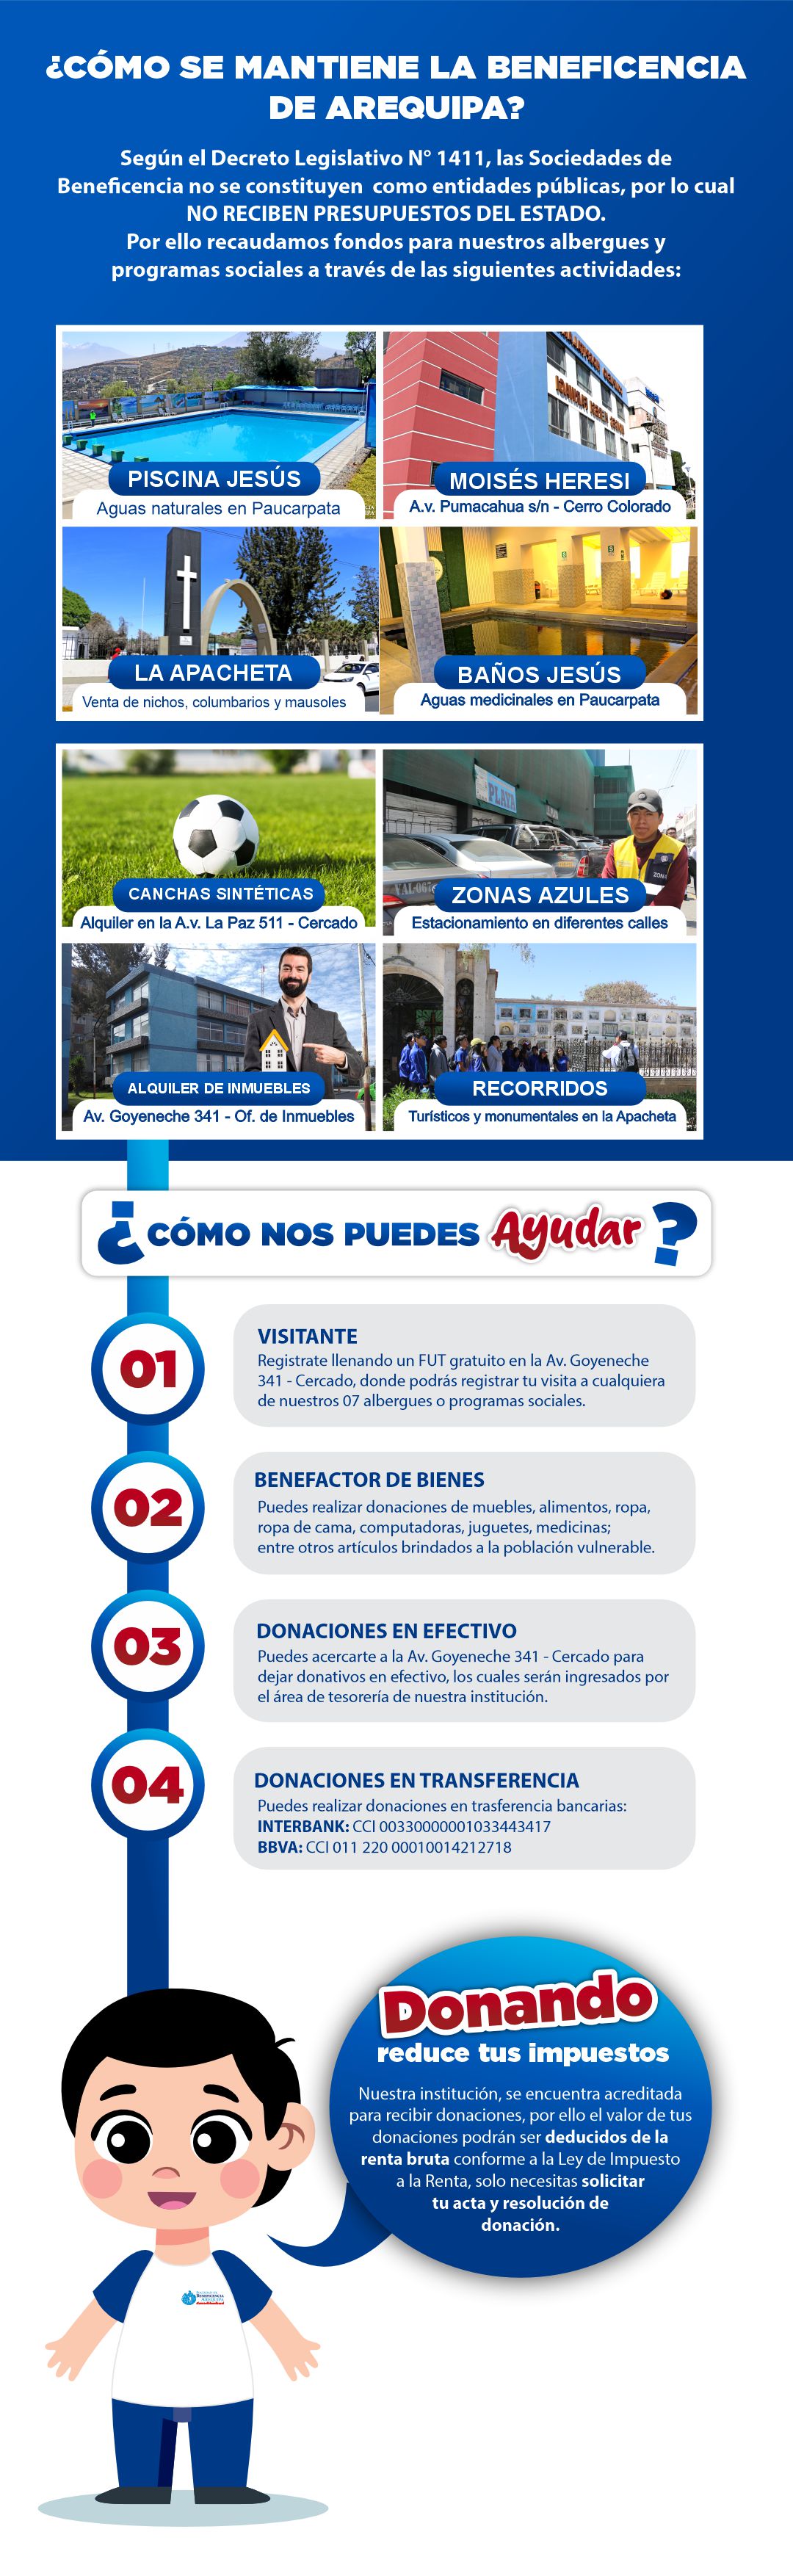 ¿CÓMO SE MANTIENE LA BENEFICENCIA
DE AREQUIPA?
Según el Decreto Legislativo N° 1411, las Sociedades de
Beneficencia no se constituyen como entidades públicas, por lo cual
NO RECIBEN PRESUPUESTOS DEL ESTADO.
Por ello recaudamos fondos para nuestros albergues y
programas sociales a través de las siguientes actividades:
PISCINA JESÚS
Aguas naturales en Paucarpata
MOISÉS HERESI
A.v. Pumacahua s/n - Cerro Colorado
LA APACHETA
Venta de nichos, columbarios y mausoles
BAÑOS JESÚS
Aguas medicinales en Paucarpata
CANCHAS SINTÉTICAS
Alquiler en la A.v. La Paz 511 - Cercado
PLAYA
ZONAS AZULES
Estacionamiento en diferentes calles
ALQUILER DE INMUEBLES
Av. Goyeneche 341 - Of. de Inmuebles
RECORRIDOS
Turísticos y monumentales en la Apacheta
¿CÓMO NOS PUEDES Ayudar?
01
VISITANTE
Registrate llenando un FUT gratuito en la Av. Goyeneche
341 - Cercado, donde podrás registrar tu visita a cualquiera
de nuestros 07 albergues o programas sociales.
02
BENEFACTOR DE BIENES
Puedes realizar donaciones de muebles, alimentos, ropa,
ropa de cama, computadoras, juguetes, medicinas;
entre otros artículos brindados a la población vulnerable.
03
DONACIONES EN EFECTIVO
Puedes acercarte a la Av. Goyeneche 341 - Cercado para
dejar donativos en efectivo, los cuales serán ingresados por
el área de tesorería de nuestra institución.
04
DONACIONES EN TRANSFERENCIA
Puedes realizar donaciones en trasferencia bancarias:
INTERBANK: CCI 00330000001033443417
BBVA: CCI 011 220 00010014212718
Donando
reduce tus impuestos
Nuestra institución, se encuentra acreditada
para recibir donaciones, por ello el valor de tus
donaciones podrán ser deducidos de la
renta bruta conforme a la Ley de Impuesto
a la Renta, solo necesitas solicitar
tu acta y resolución de
donación.
BENEFICENCIA
AREQUIPA